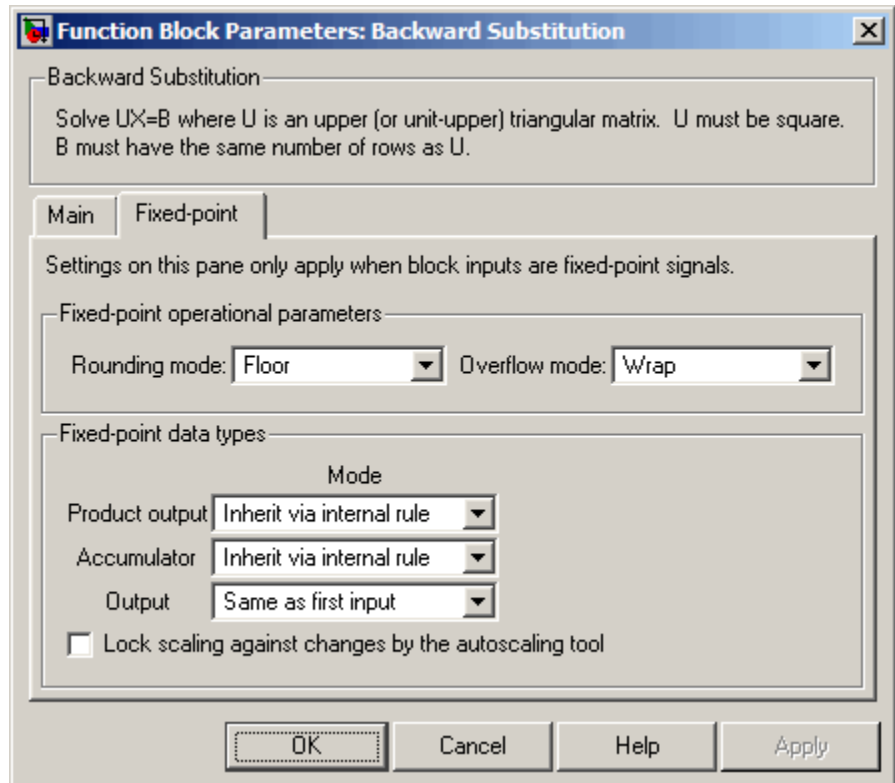 Function Block Parameters: Backward Substitution
Backward Substitution
Solve UX=B where U is an upper (or unit-upper) triangular matrix.  U must be square.
B must have the same number of rows as U.
Main Fixed-point
Settings on this pane only apply when block inputs are fixed-point signals.
Fixed-point operational parameters
Rounding mode: Floor Overflow mode: Wrap
Fixed-point data types
Mode
Product output Inherit via internal rule
Accumulator Inherit via internal rule
Output Same as first input
Lock scaling against changes by the autoscaling tool
OK Cancel Help Apply